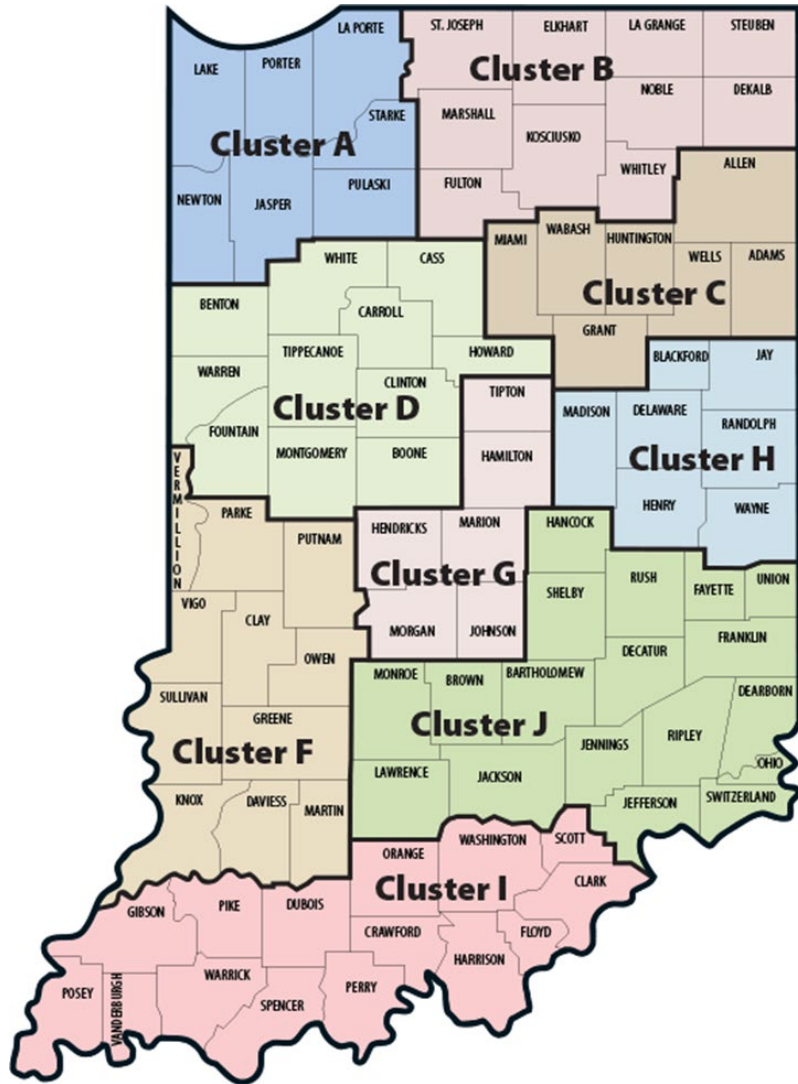 LA PORTE
ST. JOSEPH
ELKHART
LA GRANGE
STEUBEN
LAKE
PORTER
Cluster B
NOBLE
DEKALB
STARKE
MARSHALL
KOSCIUSKO
Cluster A
WHITLEY
ALLEN
FULTON
PULASKI
NEWTON
JASPER
MIAMI
WABASH
HUNTINGTON
WELLS
ADAMS
WHITE
CASS
Cluster C
BENTON
CARROLL
GRANT
TIPPECANOE
HOWARD
BLACKFORD
JAY
WARREN
CLINTON
TIPTON
Cluster D
MADISON
DELAWARE
RANDOLPH
FOUNTAIN
MONTGOMERY
BOONE
HAMILTON
Cluster H
VERMILLION
HENRY
WAYNE
PARKE
PUTNAM
HENDRICKS
MARION
HANCOCK
Cluster G
RUSH
FAYETTE
UNION
VIGO
CLAY
SHELBY
MORGAN
JOHNSON
FRANKLIN
OWEN
DECATUR
MONROE
BROWN
BARTHOLOMEW
DEARBORN
SULLIVAN
GREENE
Cluster J
RIPLEY
Cluster F
JENNINGS
OHIO
LAWRENCE
JACKSON
KNOX
DAVIESS
MARTIN
JEFFERSON
SWITZERLAND
ORANGE
WASHINGTON
SCOTT
Cluster I
CLARK
GIBSON
PIKE
DUBOIS
CRAWFORD
FLOYD
HARRISON
POSEY
VANDERBURGH
WARRICK
SPENCER
PERRY